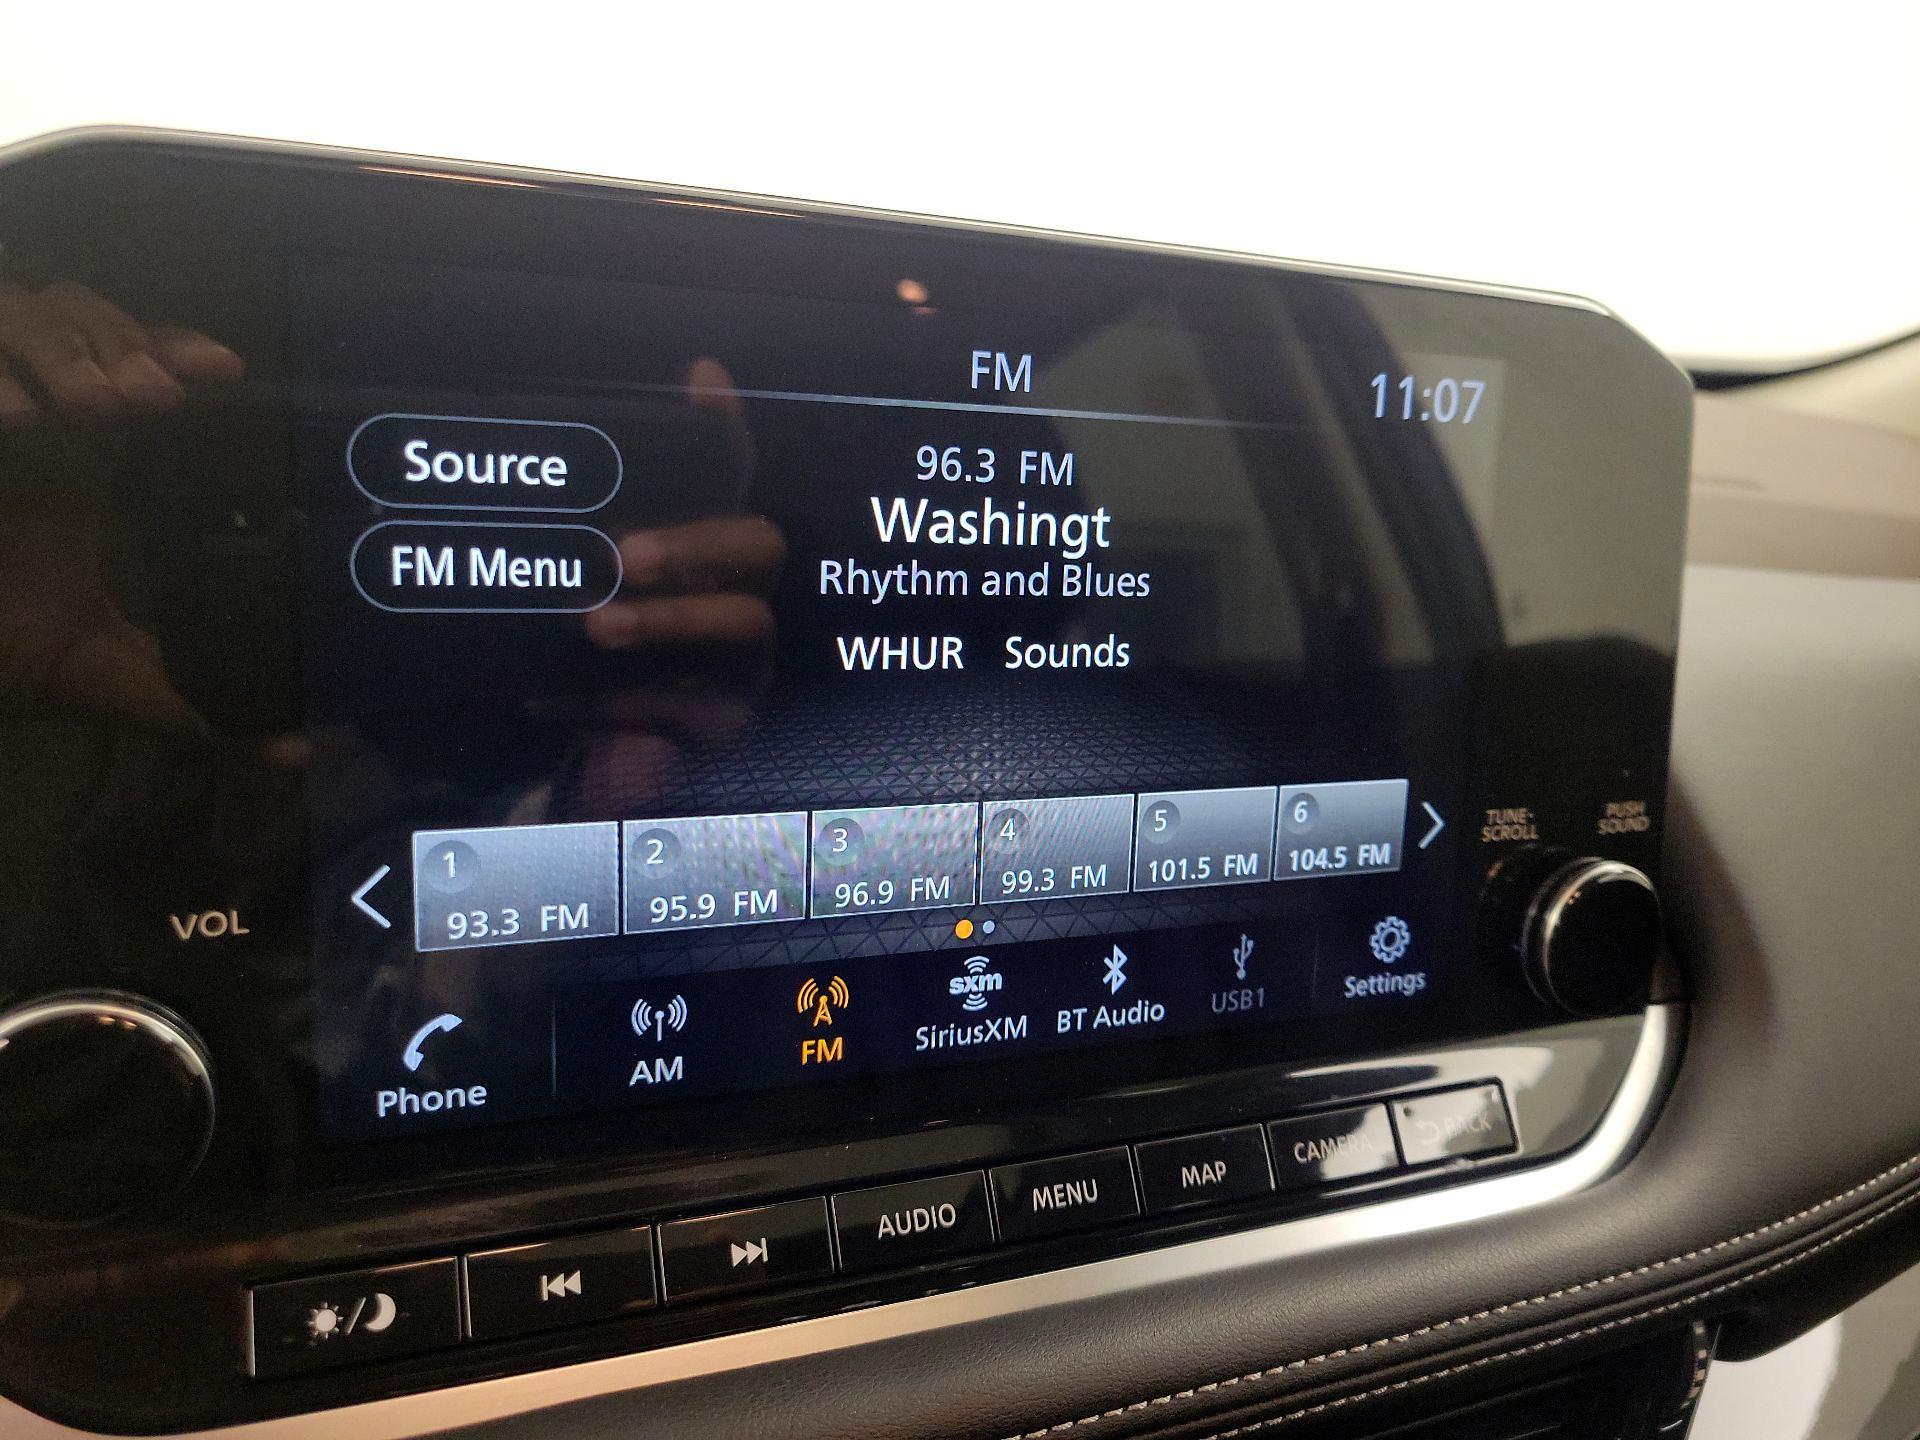 FM
11:07
Source
FM Menu
96.3 FM
Washingt
Rhythm and Blues
WHUR Sounds
1
93.3 FM
2
95.9 FM
3
96.9 FM
4
99.3 FM
5
101.5 FM
6
104.5 FM
VOL
TUNE-
SCROLL
PUSH
SOUND
Phone
AM
FM
sxm
SiriusXM
BT Audio
USB1
Settings
AUDIO
MENU
MAP
CAMERA
BACK